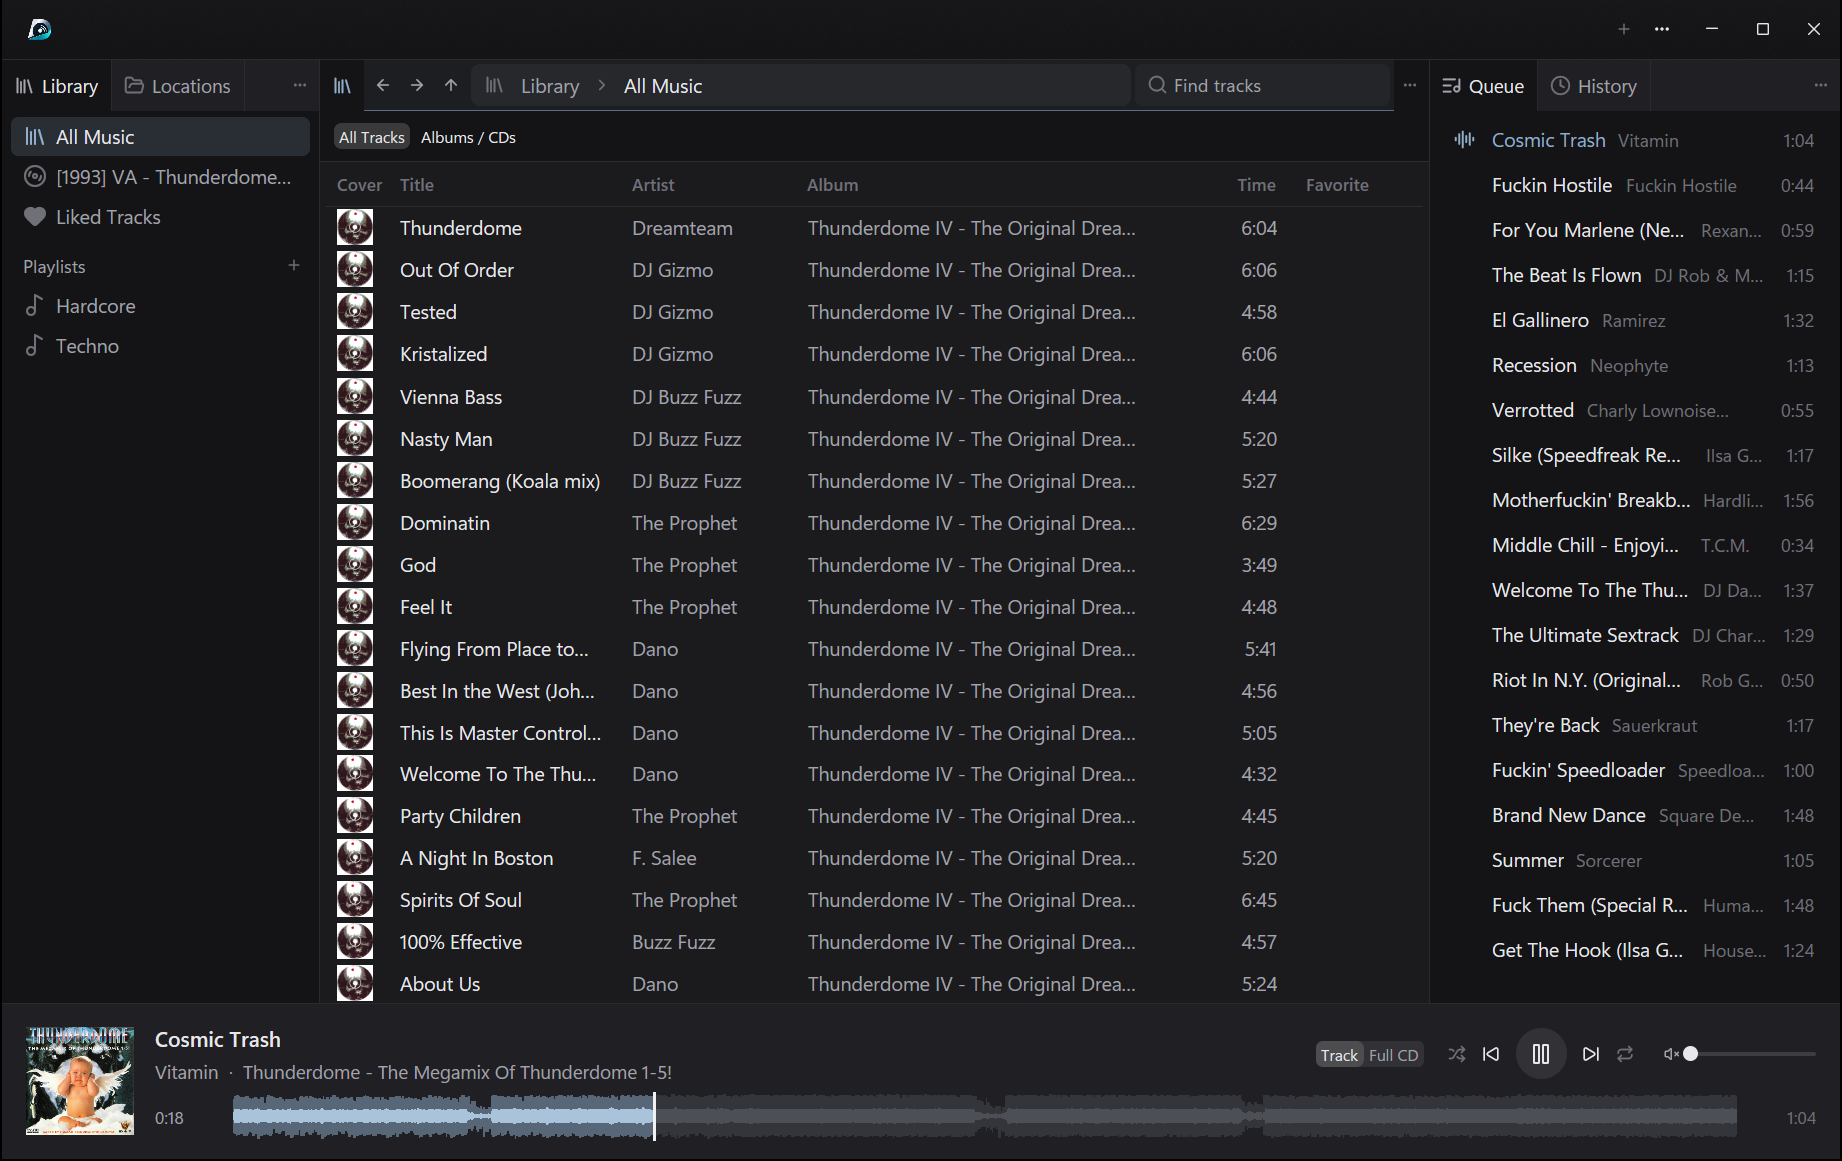 Library
Locations
Library > All Music
Find tracks
Queue
History
All Music
[1993] VA - Thunderdome...
Liked Tracks
Playlists
Hardcore
Techno
All Tracks
Albums / CDs
Cover Title Artist Album Time Favorite
Thunderdome Dreamteam Thunderdome IV - The Original Drea... 6:04
Out Of Order DJ Gizmo Thunderdome IV - The Original Drea... 6:06
Tested DJ Gizmo Thunderdome IV - The Original Drea... 4:58
Kristalized DJ Gizmo Thunderdome IV - The Original Drea... 6:06
Vienna Bass DJ Buzz Fuzz Thunderdome IV - The Original Drea... 4:44
Nasty Man DJ Buzz Fuzz Thunderdome IV - The Original Drea... 5:20
Boomerang (Koala mix) DJ Buzz Fuzz Thunderdome IV - The Original Drea... 5:27
Dominatin The Prophet Thunderdome IV - The Original Drea... 6:29
God The Prophet Thunderdome IV - The Original Drea... 3:49
Feel It The Prophet Thunderdome IV - The Original Drea... 4:48
Flying From Place to... Dano Thunderdome IV - The Original Drea... 5:41
Best In the West (Joh... Dano Thunderdome IV - The Original Drea... 4:56
This Is Master Control... Dano Thunderdome IV - The Original Drea... 5:05
Welcome To The Thu... Dano Thunderdome IV - The Original Drea... 4:32
Party Children The Prophet Thunderdome IV - The Original Drea... 4:45
A Night In Boston F. Salee Thunderdome IV - The Original Drea... 5:20
Spirits Of Soul The Prophet Thunderdome IV - The Original Drea... 6:45
100% Effective Buzz Fuzz Thunderdome IV - The Original Drea... 4:57
About Us Dano Thunderdome IV - The Original Drea... 5:24
Cosmic Trash Vitamin 1:04
Fuckin Hostile Fuckin Hostile 0:44
For You Marlene (Ne... Rexan... 0:59
The Beat Is Flown DJ Rob & M... 1:15
El Gallinero Ramirez 1:32
Recession Neophyte 1:13
Verrotted Charly Lownoise... 0:55
Silke (Speedfreak Re... Ilsa G... 1:17
Motherfuckin' Breakb... Hardli... 1:56
Middle Chill - Enjoyi... T.C.M. 0:34
Welcome To The Thu... DJ Da... 1:37
The Ultimate Sextrack DJ Char... 1:29
Riot In N.Y. (Original... Rob G... 0:50
They're Back Sauerkraut 1:17
Fuckin' Speedloader Speedloa... 1:00
Brand New Dance Square De... 1:48
Summer Sorcerer 1:05
Fuck Them (Special R... Huma... 1:48
Get The Hook (Ilsa G... House... 1:24
THUNDERDOME
THE MEGAMIX OF THUNDERDOME 1-5!
Cosmic Trash
Vitamin · Thunderdome - The Megamix Of Thunderdome 1-5!
Track Full CD
0:18
1:04